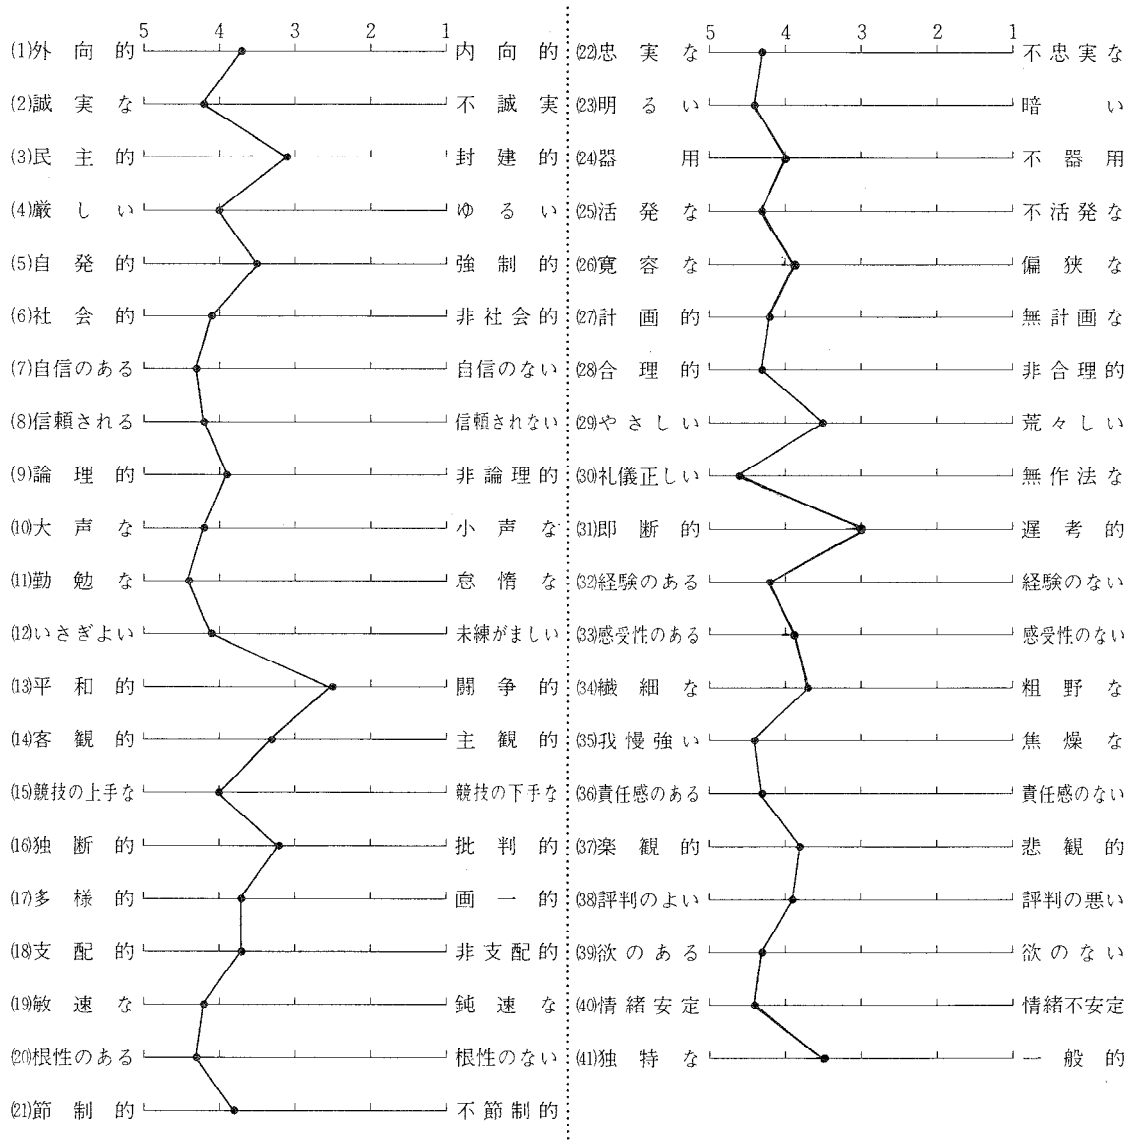 5 4 3 2 1
(1)外向的 内向的
(2)誠実な 不誠実
(3)民主的 封建的
(4)厳しい ゆるい
(5)自発的 強制的
(6)社会的 非社会的
(7)自信のある 自信のない
(8)信頼される 信頼されない
(9)論理的 非論理的
(10)大声な 小声な
(11)勤勉な 怠惰な
(12)いさぎよい 未練がましい
(13)平和的 闘争的
(14)客観的 主観的
(15)競技の上手な 競技の下手な
(16)独断的 批判的
(17)多様的 画一的
(18)支配的 非支配的
(19)敏速な 鈍速な
(20)根性のある 根性のない
(21)節制的 不節制的
5 4 3 2 1
(22)忠実な 不忠実な
(23)明るい 暗い
(24)器用 不器用
(25)活発な 不活発な
(26)寛容な 偏狭な
(27)計画的 無計画な
(28)合理的 非合理的
(29)やさしい 荒々しい
(30)礼儀正しい 無作法な
(31)即断的 遅考的
(32)経験のある 経験のない
(33)感受性のある 感受性のない
(34)繊細な 粗野な
(35)我慢強い 焦燥な
(36)責任感のある 責任感のない
(37)楽観的 悲観的
(38)評判のよい 評判の悪い
(39)欲のある 欲のない
(40)情緒安定 情緒不安定
(41)独特な 一般的